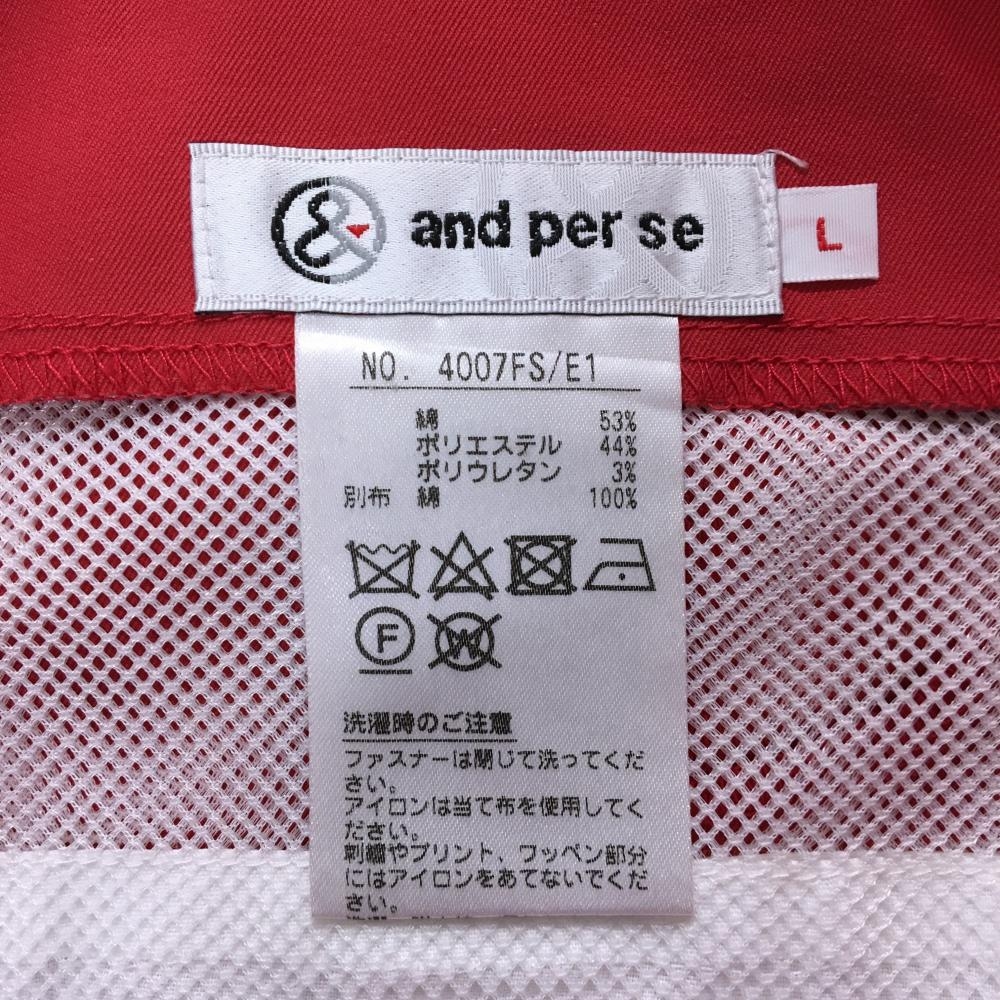 and per se
L
NO. 4007FS/E1
綿 53%
ポリエステル 44%
ポリウレタン 3%
別布 綿 100%
F W
洗濯時のご注意
ファスナーは閉じて洗ってくだ
さい。
アイロンは当て布を使用してく
ださい。
刺繍やプリント、ワッペン部分
にはアイロンをあてないでくだ
さい。